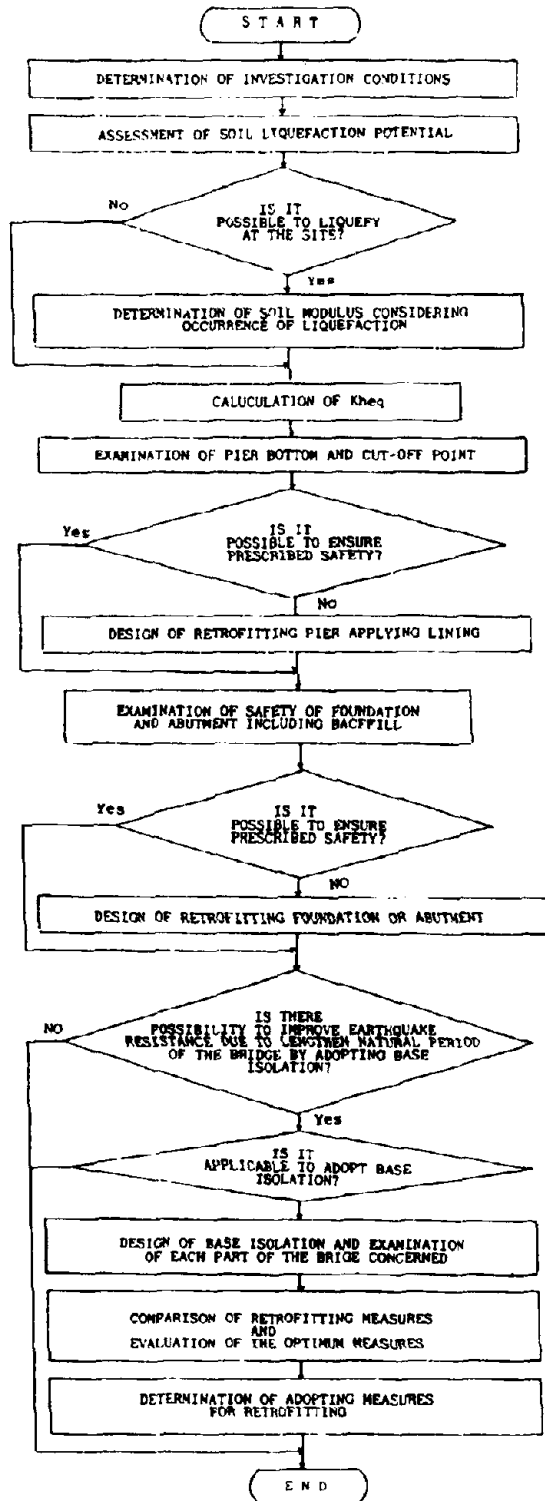 START
DETERMINATION OF INVESTIGATION CONDITIONS
ASSESSMENT OF SOIL LIQUEFACTION POTENTIAL
No
IS IT
POSSIBLE TO LIQUEFY
AT THE SITE?
Yes
DETERMINATION OF SOIL MODULUS CONSIDERING
OCCURRENCE OF LIQUEFACTION
CALUCULATION OF Kheq
EXAMINATION OF PIER BOTTOM AND CUT-OFF POINT
Yes
IS IT
POSSIBLE TO ENSURE
PRESCRIBED SAFETY?
NO
DESIGN OF RETROFITTING PIER APPLYING LINING
EXAMINATION OF SAFETY OF FOUNDATION
AND ABUTMENT INCLUDING BACFPILL
Yes
IS IT
POSSIBLE TO ENSURE
PRESCRIBED SAFETY?
NO
DESIGN OF RETROFITTING FOUNDATION OR ABUTMENT
NO
IS THERE
POSSIBILITY TO IMPROVE EARTHQUAKE
RESISTANCE DUE TO LENGTHEN NATURAL PERIOD
OF THE BRIDGE BY ADOPTING BASE
ISOLATION?
Yes
IS IT
APPLICABLE TO ADOPT BASE
ISOLATION?
DESIGN OF BASE ISOLATION AND EXAMINATION
OF EACH PART OF THE BRIGE CONCERNED
COMPARISON OF RETROFITTING MEASURES
AND
EVALUATION OF THE OPTIMUM MEASURES
DETERMINATION OF ADOPTING MEASURES
FOR RETROFITTING
END